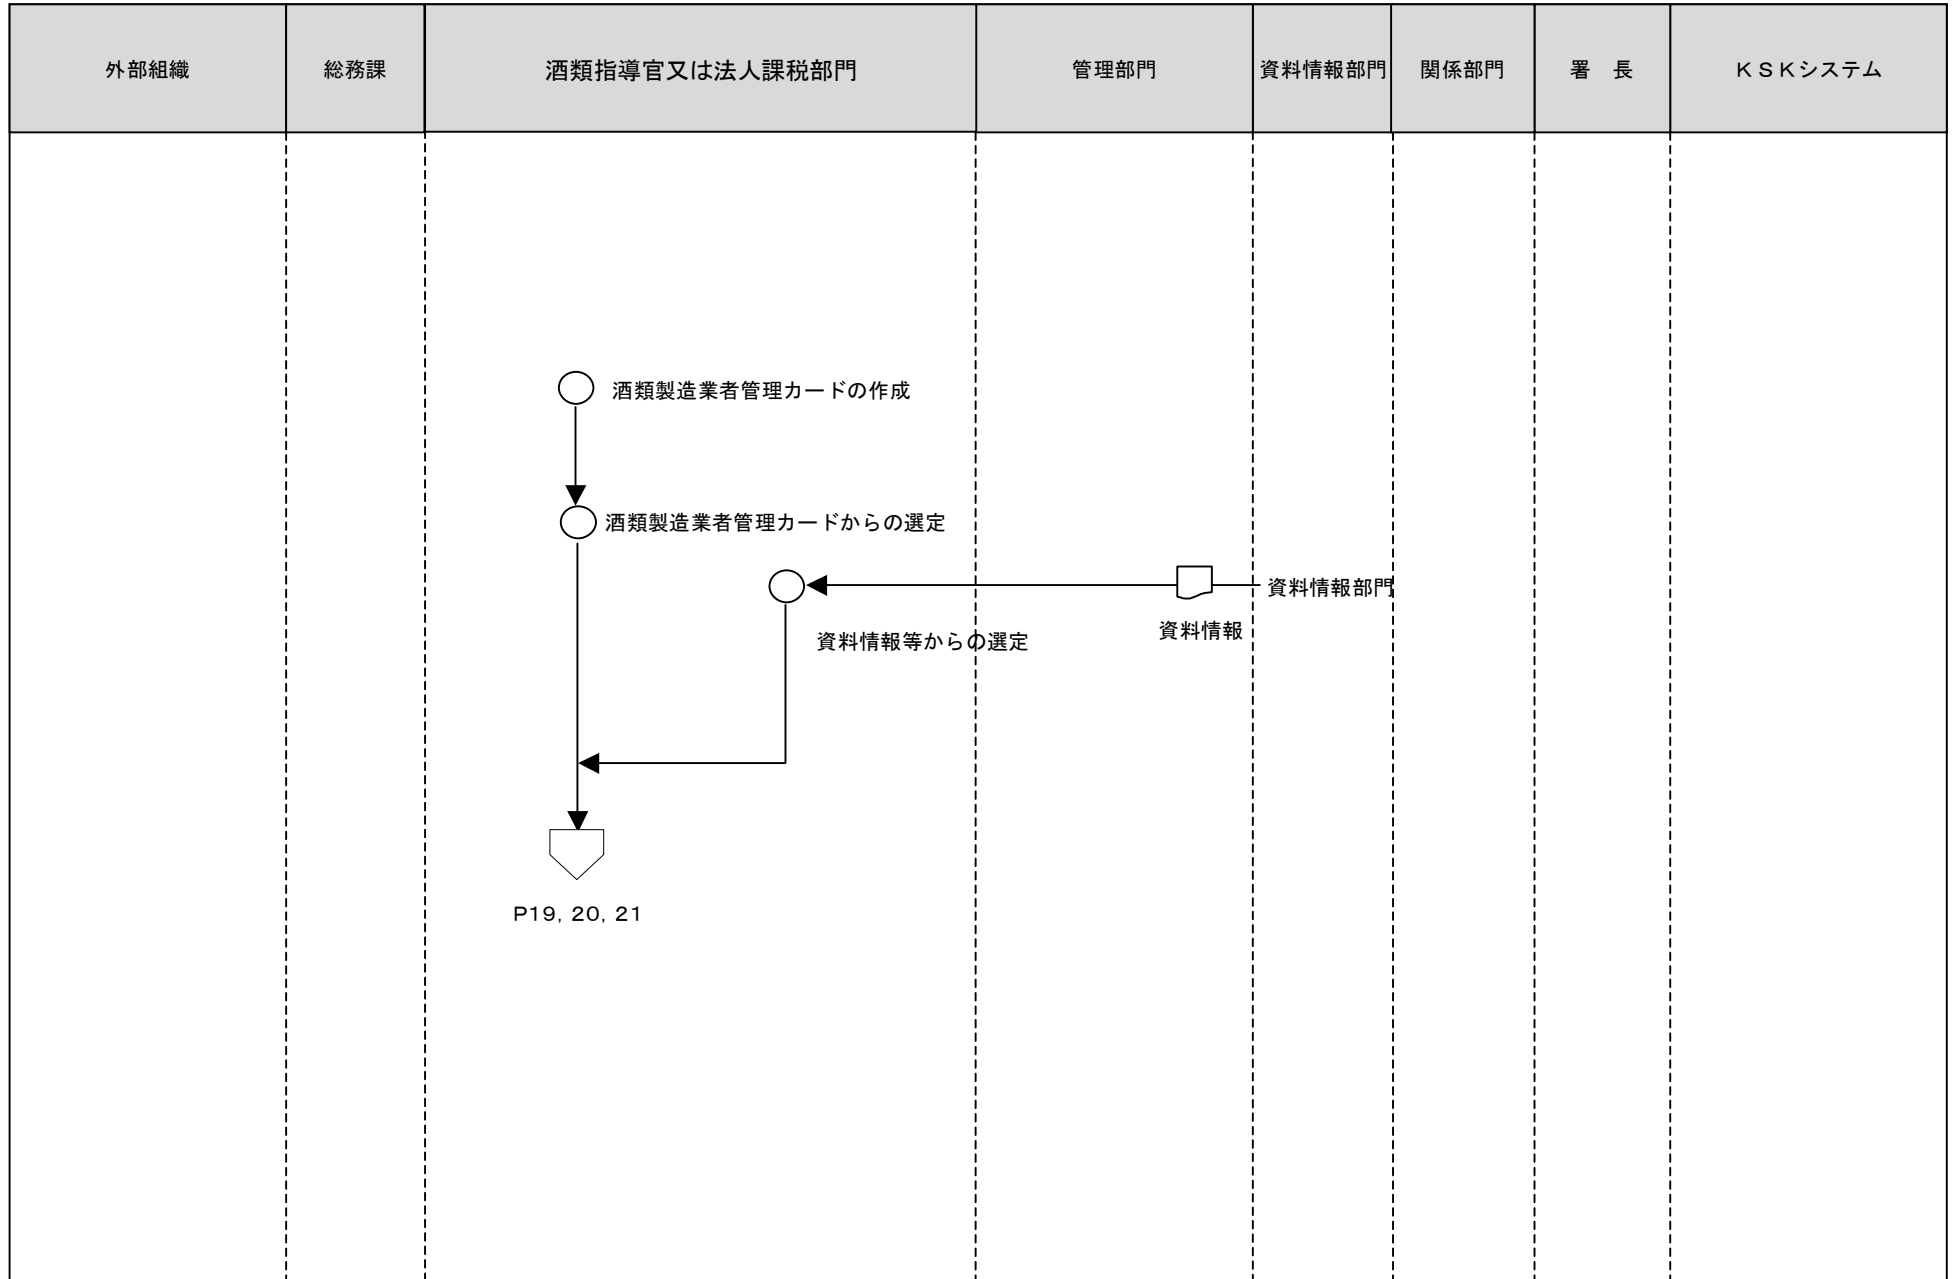 外部組織
総務課
酒類指導官又は法人課税部門
管理部門
資料情報部門
関係部門
署　長
ＫＳＫシステム
酒類製造業者管理カードの作成
酒類製造業者管理カードからの選定
資料情報部門
資料情報
資料情報等からの選定
P19, 20, 21